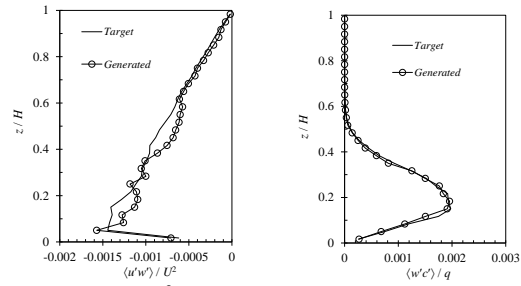 1
0.8
0.6
0.4
0.2
0
z / H
Target
Generated
-0.002 -0.0015 -0.001 -0.0005 0
⟨u'w'⟩ / U²
1
0.8
0.6
0.4
0.2
0
z / H
Target
Generated
0 0.001 0.002 0.003
⟨w'c'⟩ / q